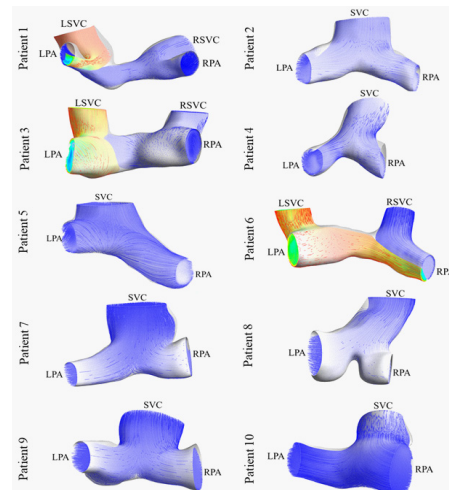 Patient 1
LSVC
LPA
RSVC
RPA
Patient 2
SVC
LPA
RPA
Patient 3
LSVC
LPA
RSVC
RPA
Patient 4
SVC
LPA
RPA
Patient 5
SVC
LPA
RPA
Patient 6
LSVC
LPA
RSVC
RPA
Patient 7
SVC
LPA
RPA
Patient 8
SVC
LPA
RPA
Patient 9
SVC
LPA
RPA
Patient 10
SVC
LPA
RPA